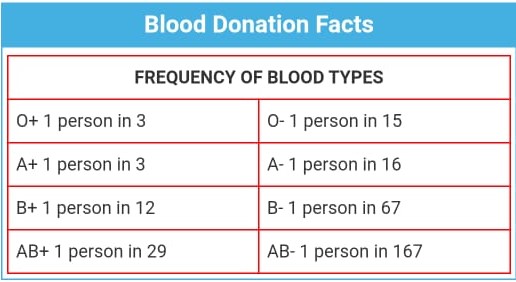 Blood Donation Facts
FREQUENCY OF BLOOD TYPES
O+ 1 person in 3
O- 1 person in 15
A+ 1 person in 3
A- 1 person in 16
B+ 1 person in 12
B- 1 person in 67
AB+ 1 person in 29
AB- 1 person in 167